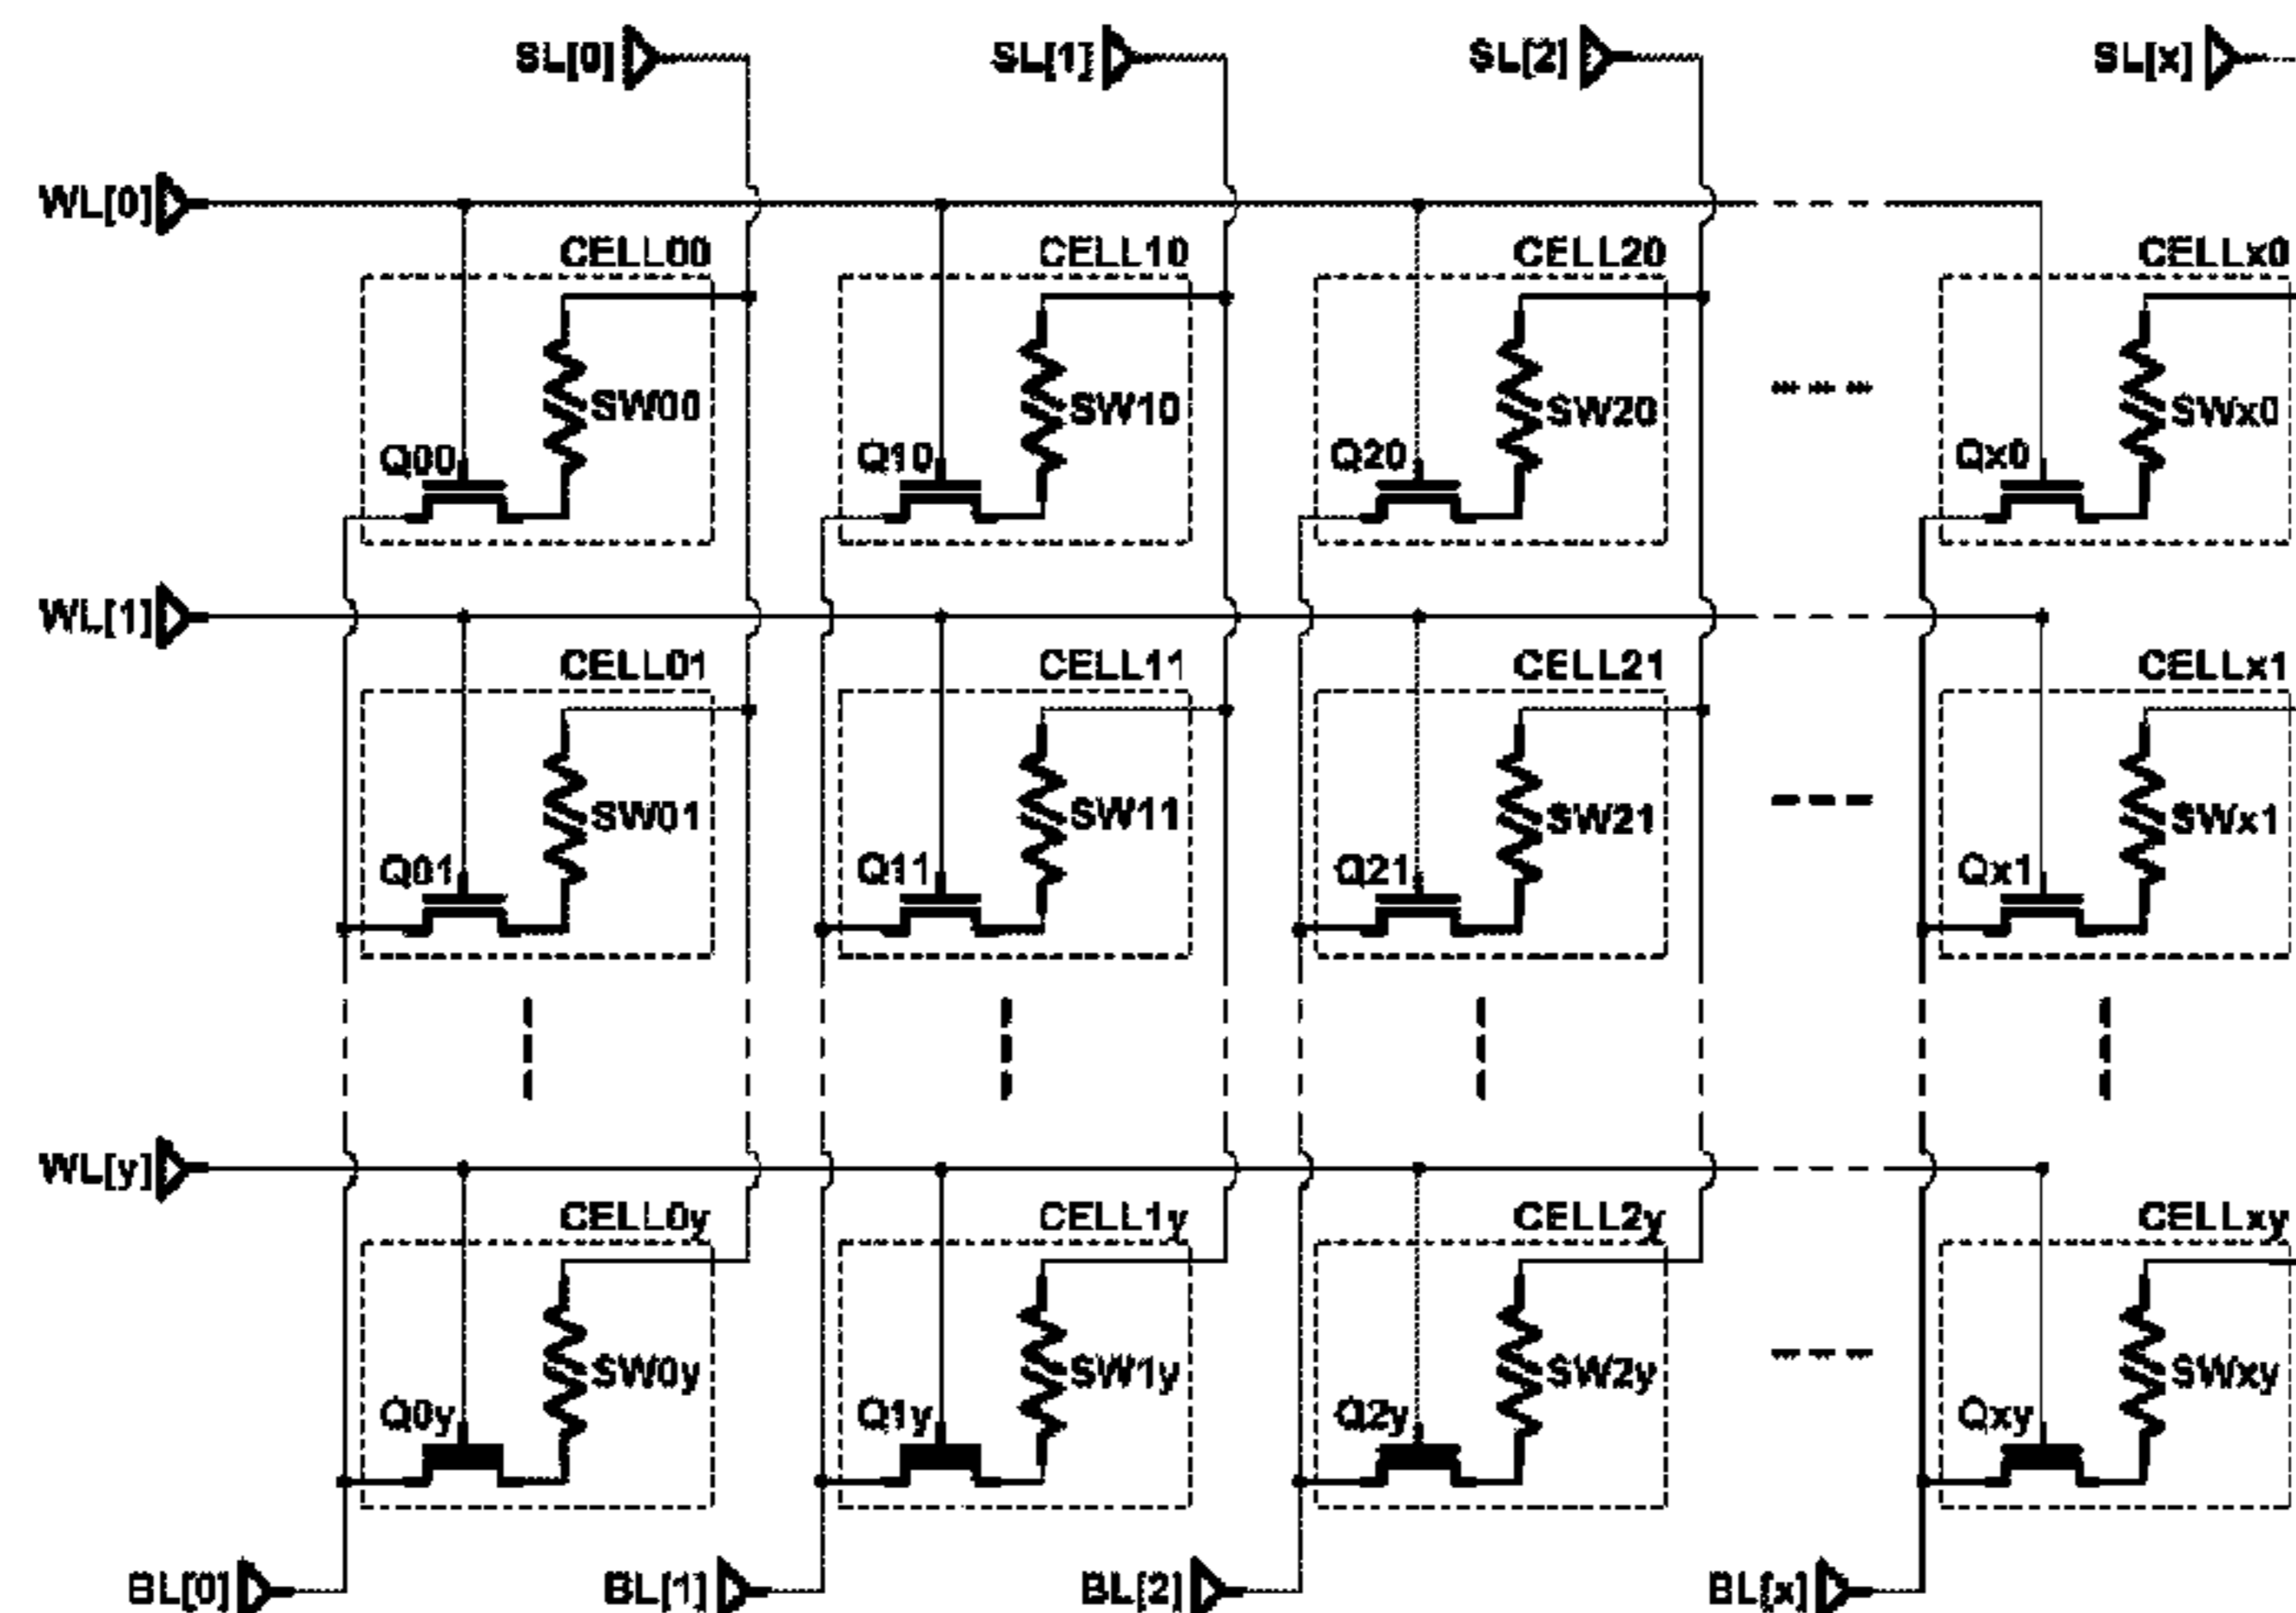 SL[0] SL[1] SL[2] SL[x]
WL[0]
CELL00 CELL10 CELL20 CELLx0
SW00 SW10 SW20 SWx0
Q00 Q10 Q20 Qx0
WL[1]
CELL01 CELL11 CELL21 CELLx1
SW01 SW11 SW21 SWx1
Q01 Q11 Q21 Qx1
WL[y]
CELL0y CELL1y CELL2y CELLxy
SW0y SW1y SW2y SWxy
Q0y Q1y Q2y Qxy
BL[0] BL[1] BL[2] BL[x]